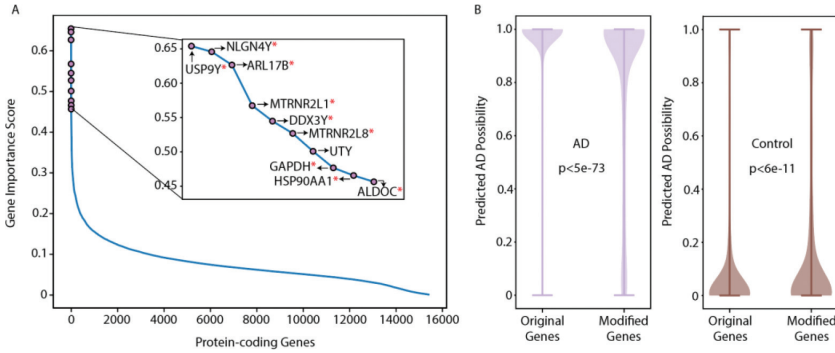 A
Gene Importance Score
0.6
0.5
0.4
0.3
0.2
0.1
0
0
2000
4000
6000
8000
10000
12000
14000
16000
Protein-coding Genes
0.65
0.55
0.50
0.45
NLGN4Y*
USP9Y*
ARL17B*
MTRNR2L1*
DDX3Y*
MTRNR2L8*
UTY
GAPDH*
HSP90AA1*
ALDOC*
B
Predicted AD Possibility
1.0
0.8
0.6
0.4
0.2
0.0
AD
p<5e-73
Original
Genes
Modified
Genes
Predicted AD Possibility
1.0
0.8
0.6
0.4
0.2
0.0
Control
p<6e-11
Original
Genes
Modified
Genes